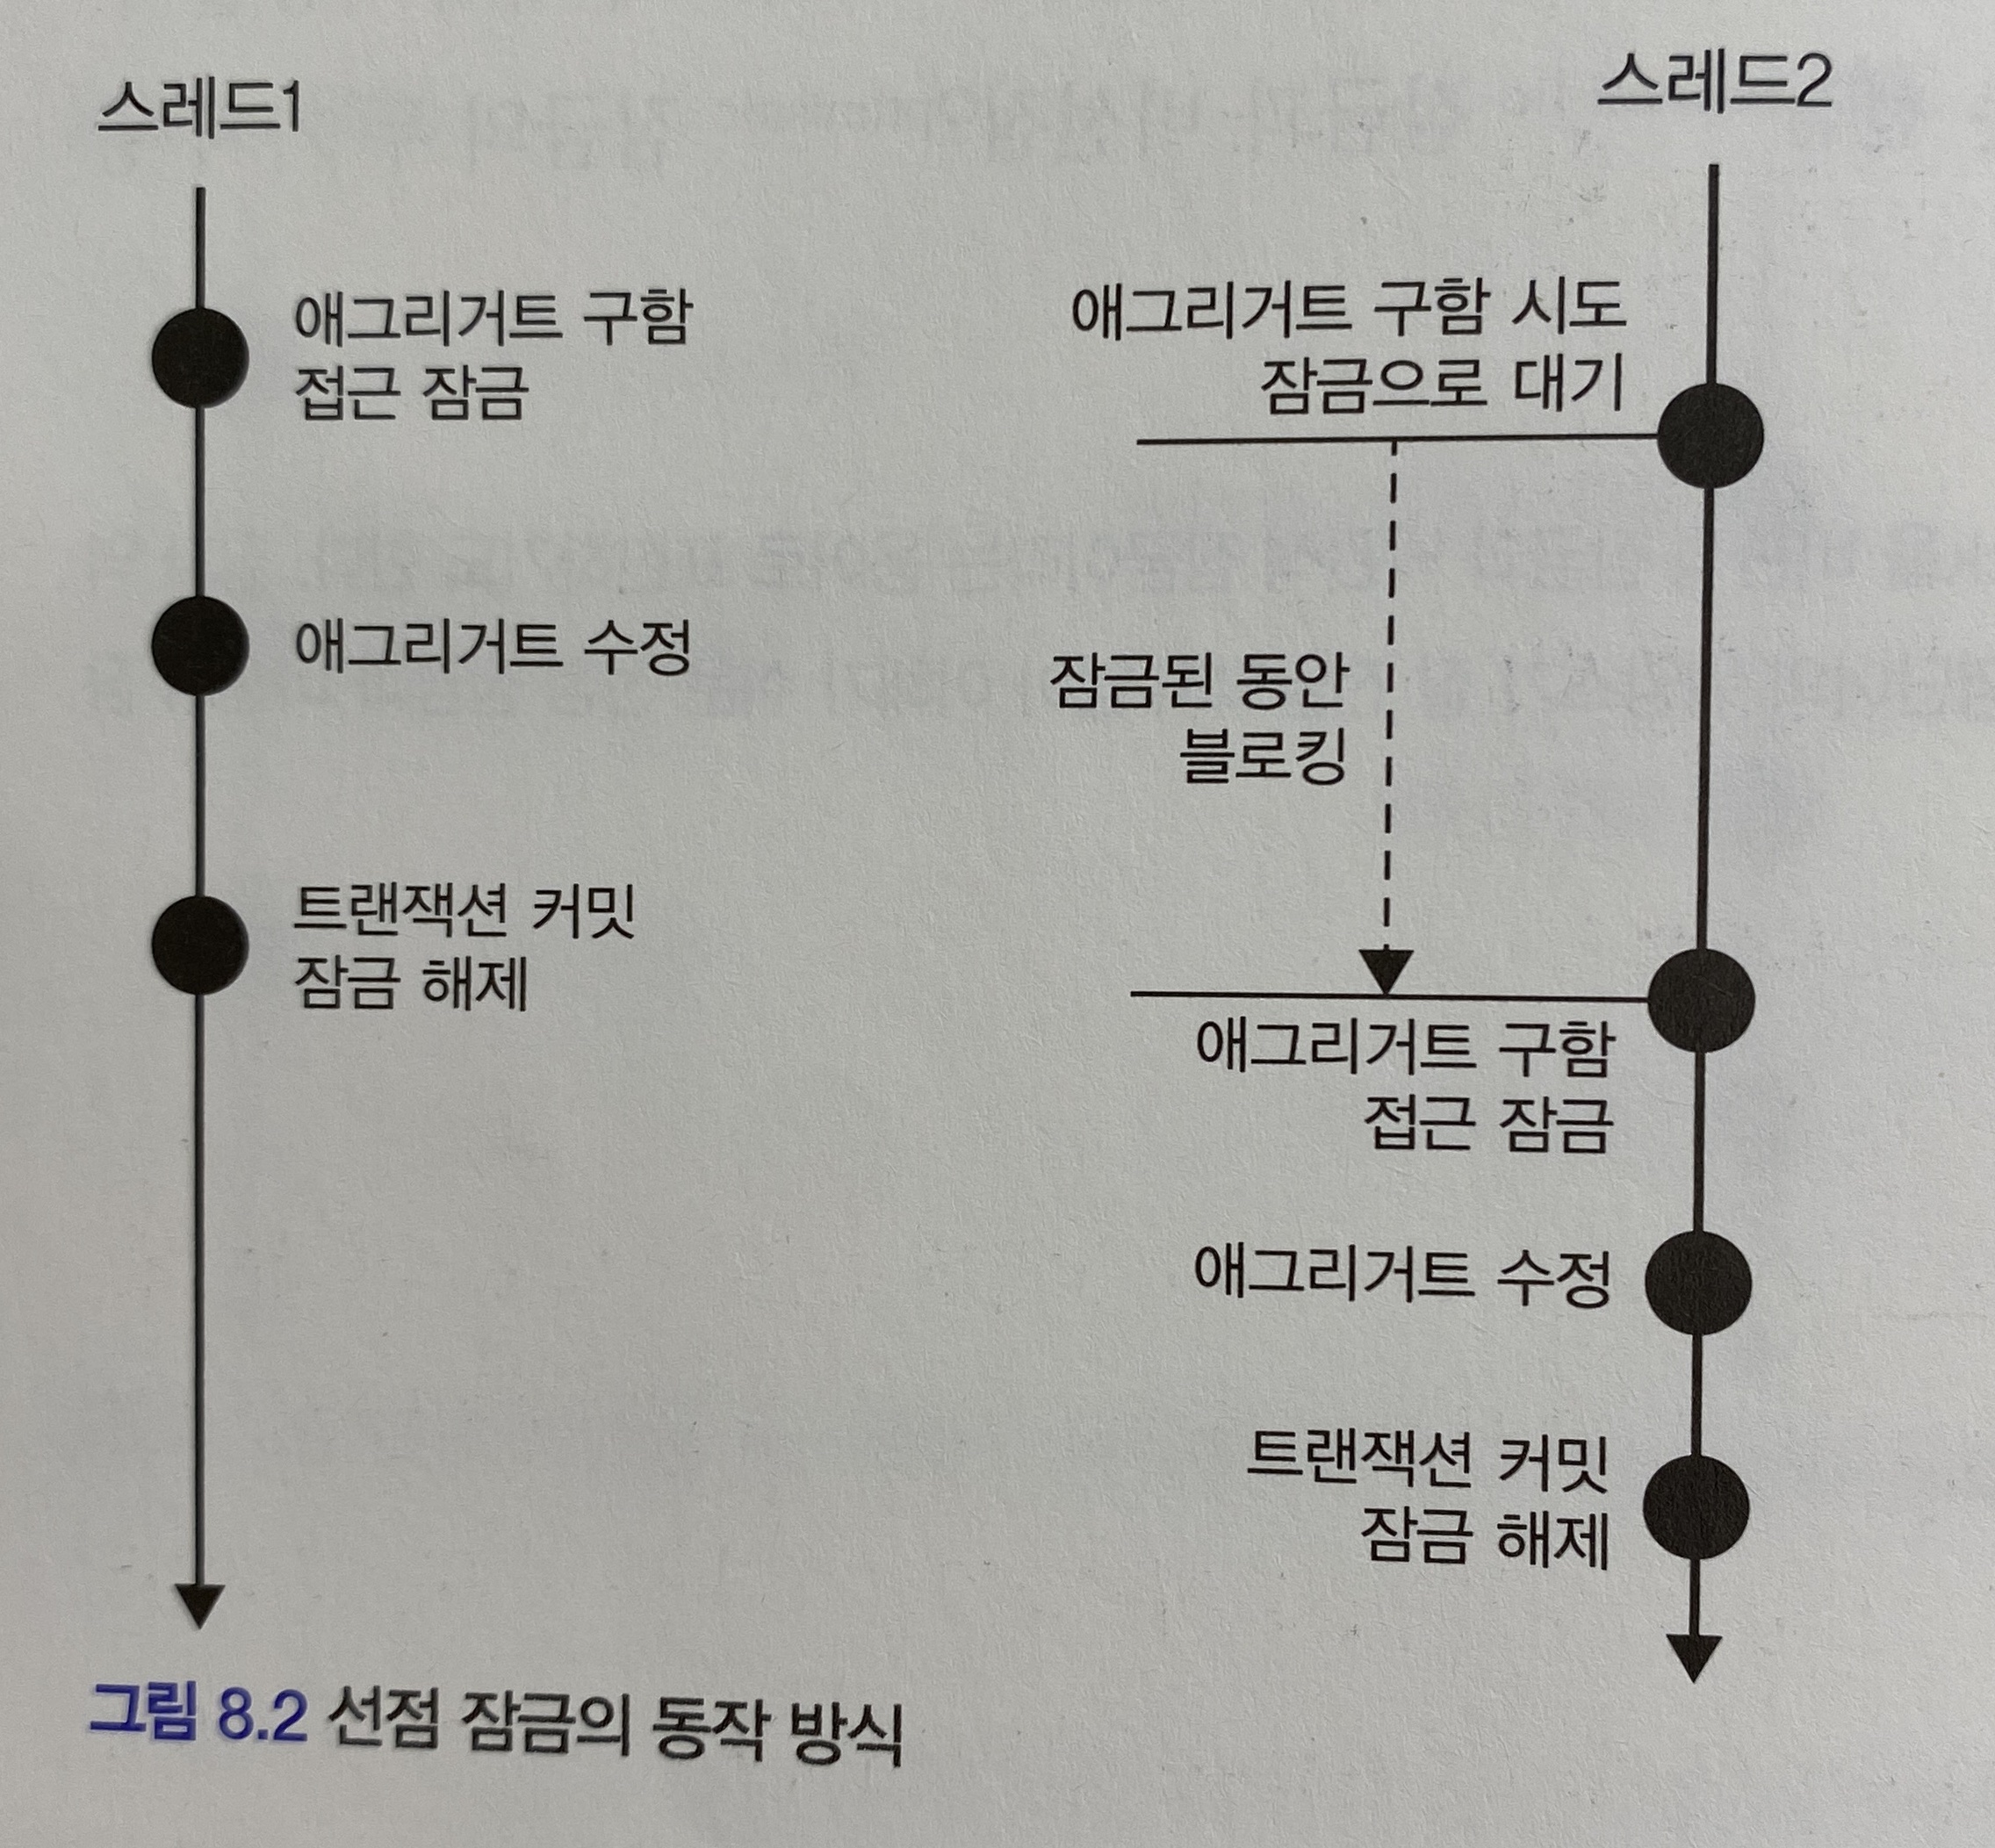 스레드1
애그리거트 구함
접근 잠금
애그리거트 수정
트랜잭션 커밋
잠금 해제
스레드2
애그리거트 구함 시도
잠금으로 대기
잠금된 동안
블로킹
애그리거트 구함
접근 잠금
애그리거트 수정
트랜잭션 커밋
잠금 해제
그림 8.2 선점 잠금의 동작 방식